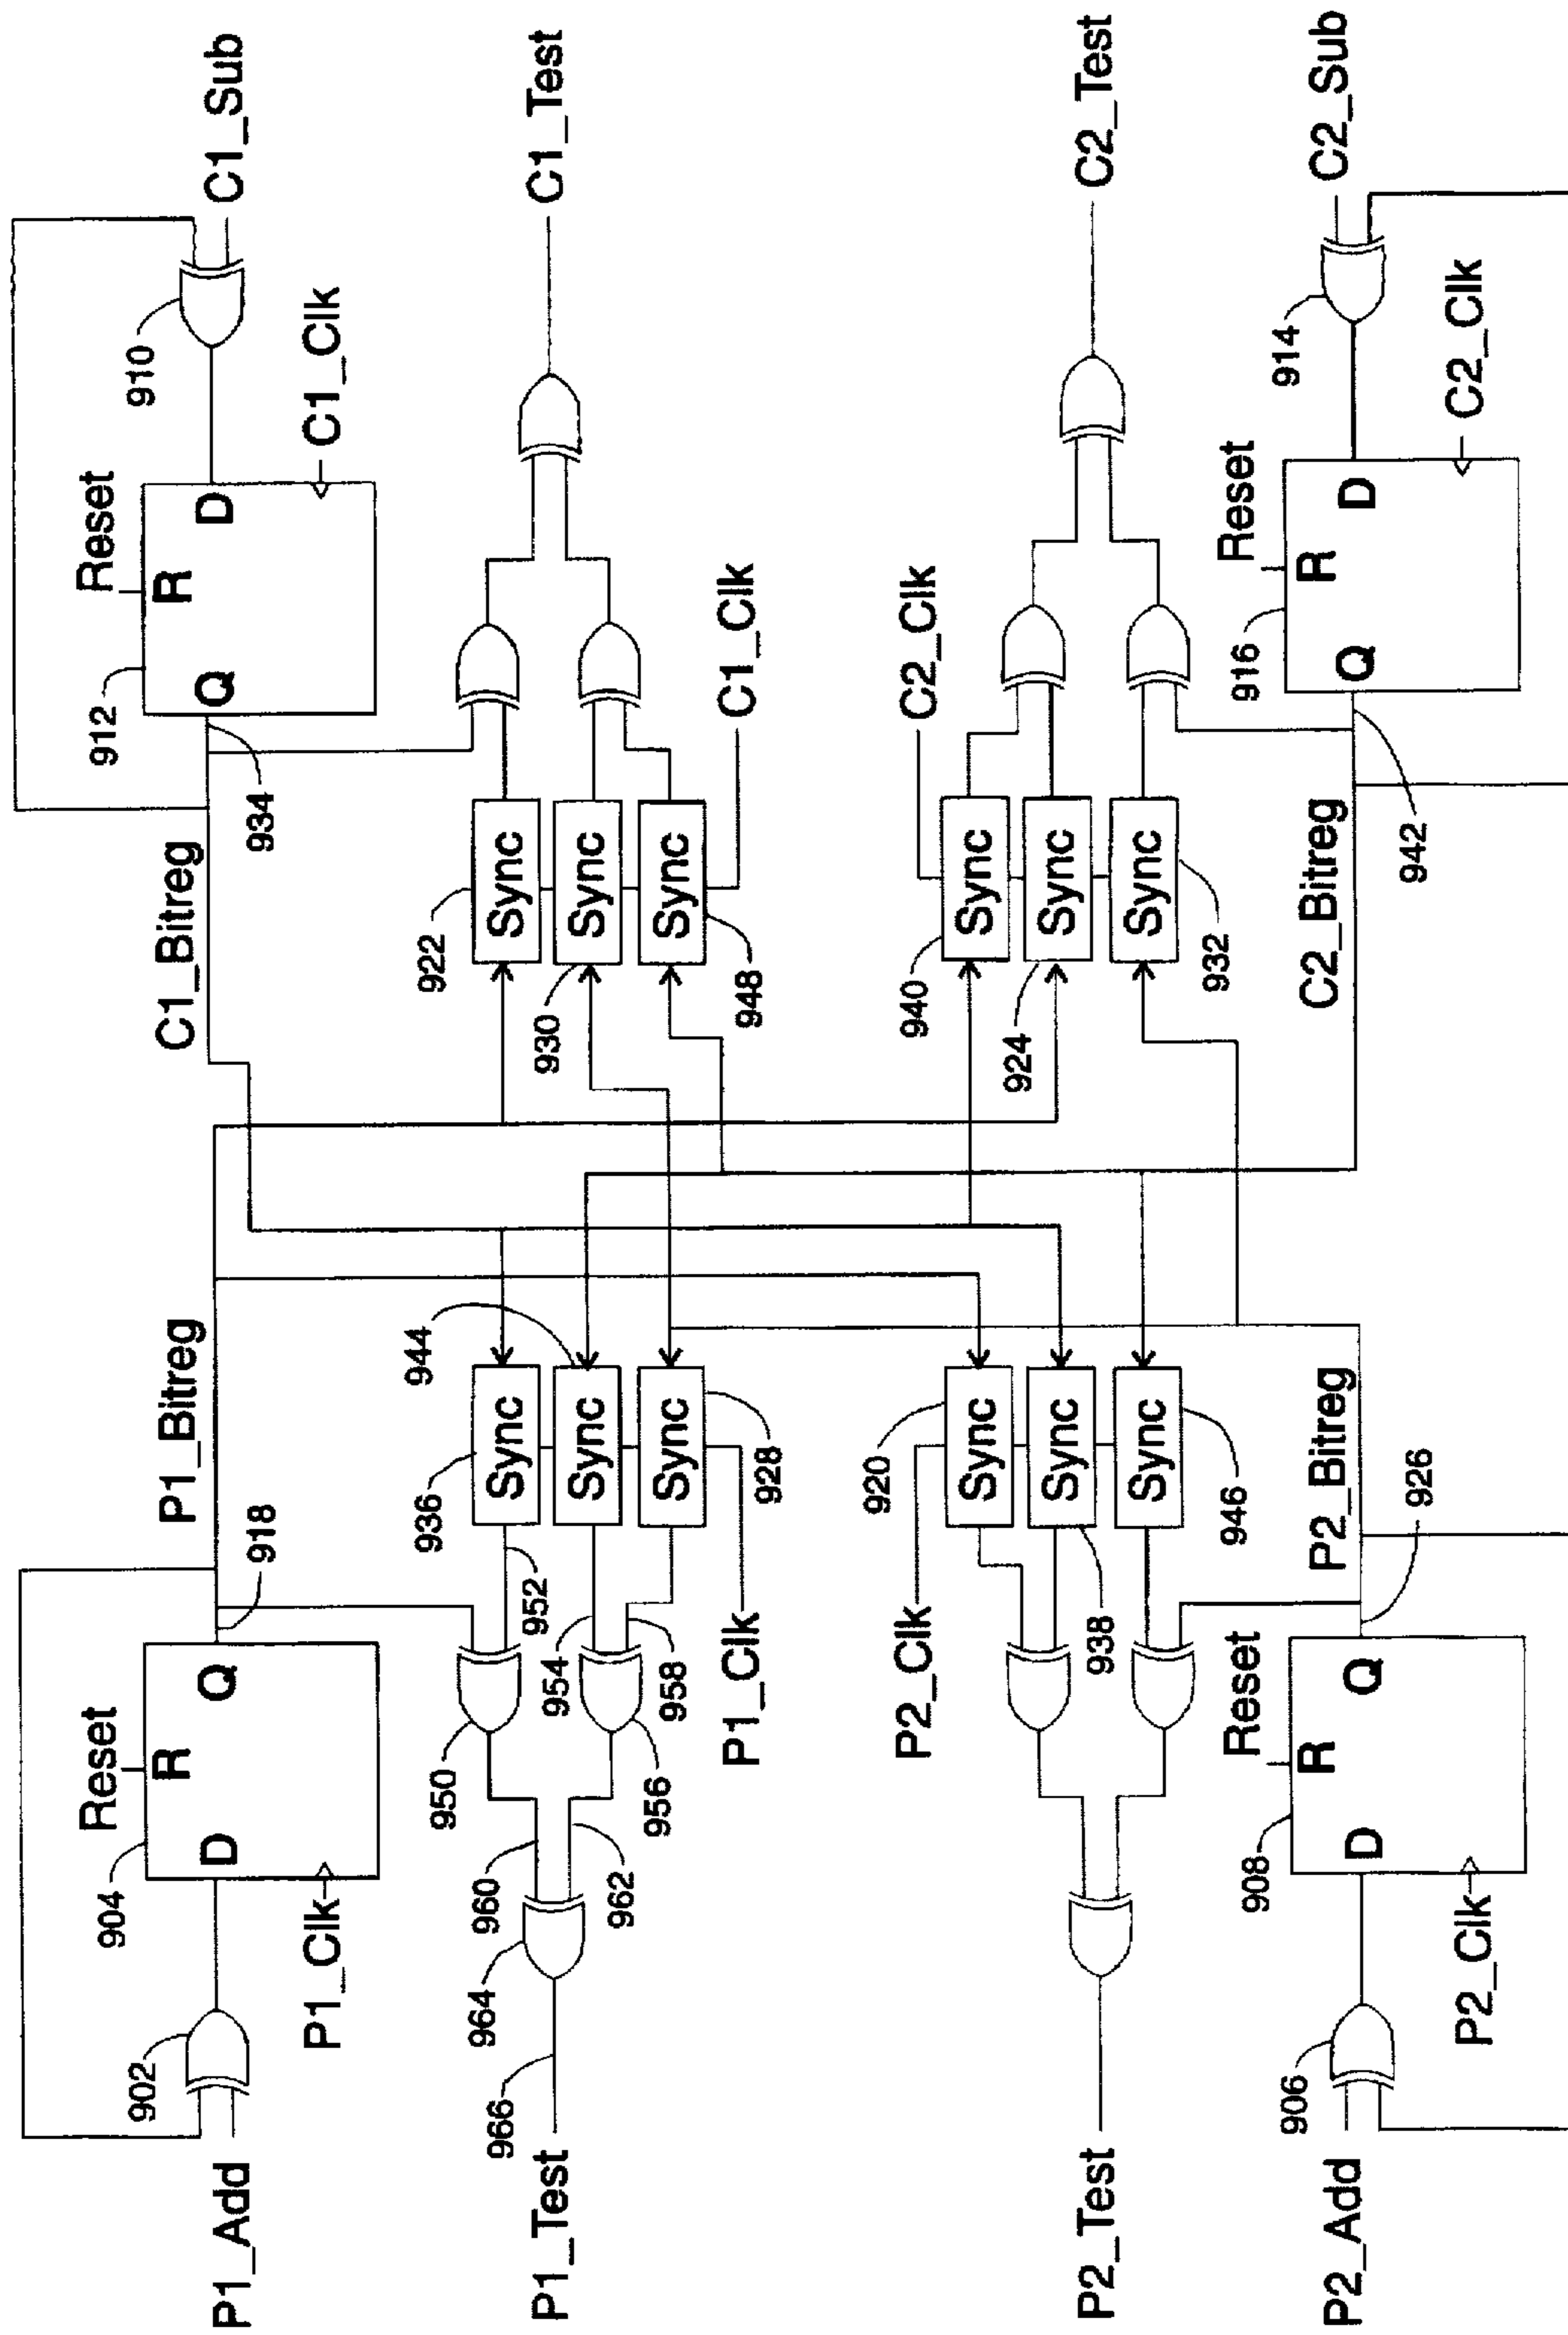 P1_Add
902
P1_Clk
904
Reset
D
R
Q
918
P1_Bitreg
C1_Bitreg
934
912
Reset
Q
R
D
C1_Clk
910
C1_Sub
P1_Test
966
964
960
962
950
956
952
954
958
P1_Clk
936
944
928
Sync
Sync
Sync
922
930
948
Sync
Sync
Sync
C1_Clk
C1_Test
P2_Test
P2_Clk
920
938
946
Sync
Sync
Sync
940
924
932
Sync
Sync
Sync
C2_Clk
C2_Test
P2_Add
906
P2_Clk
908
Reset
D
R
Q
926
P2_Bitreg
C2_Bitreg
942
916
Reset
Q
R
D
C2_Clk
914
C2_Sub